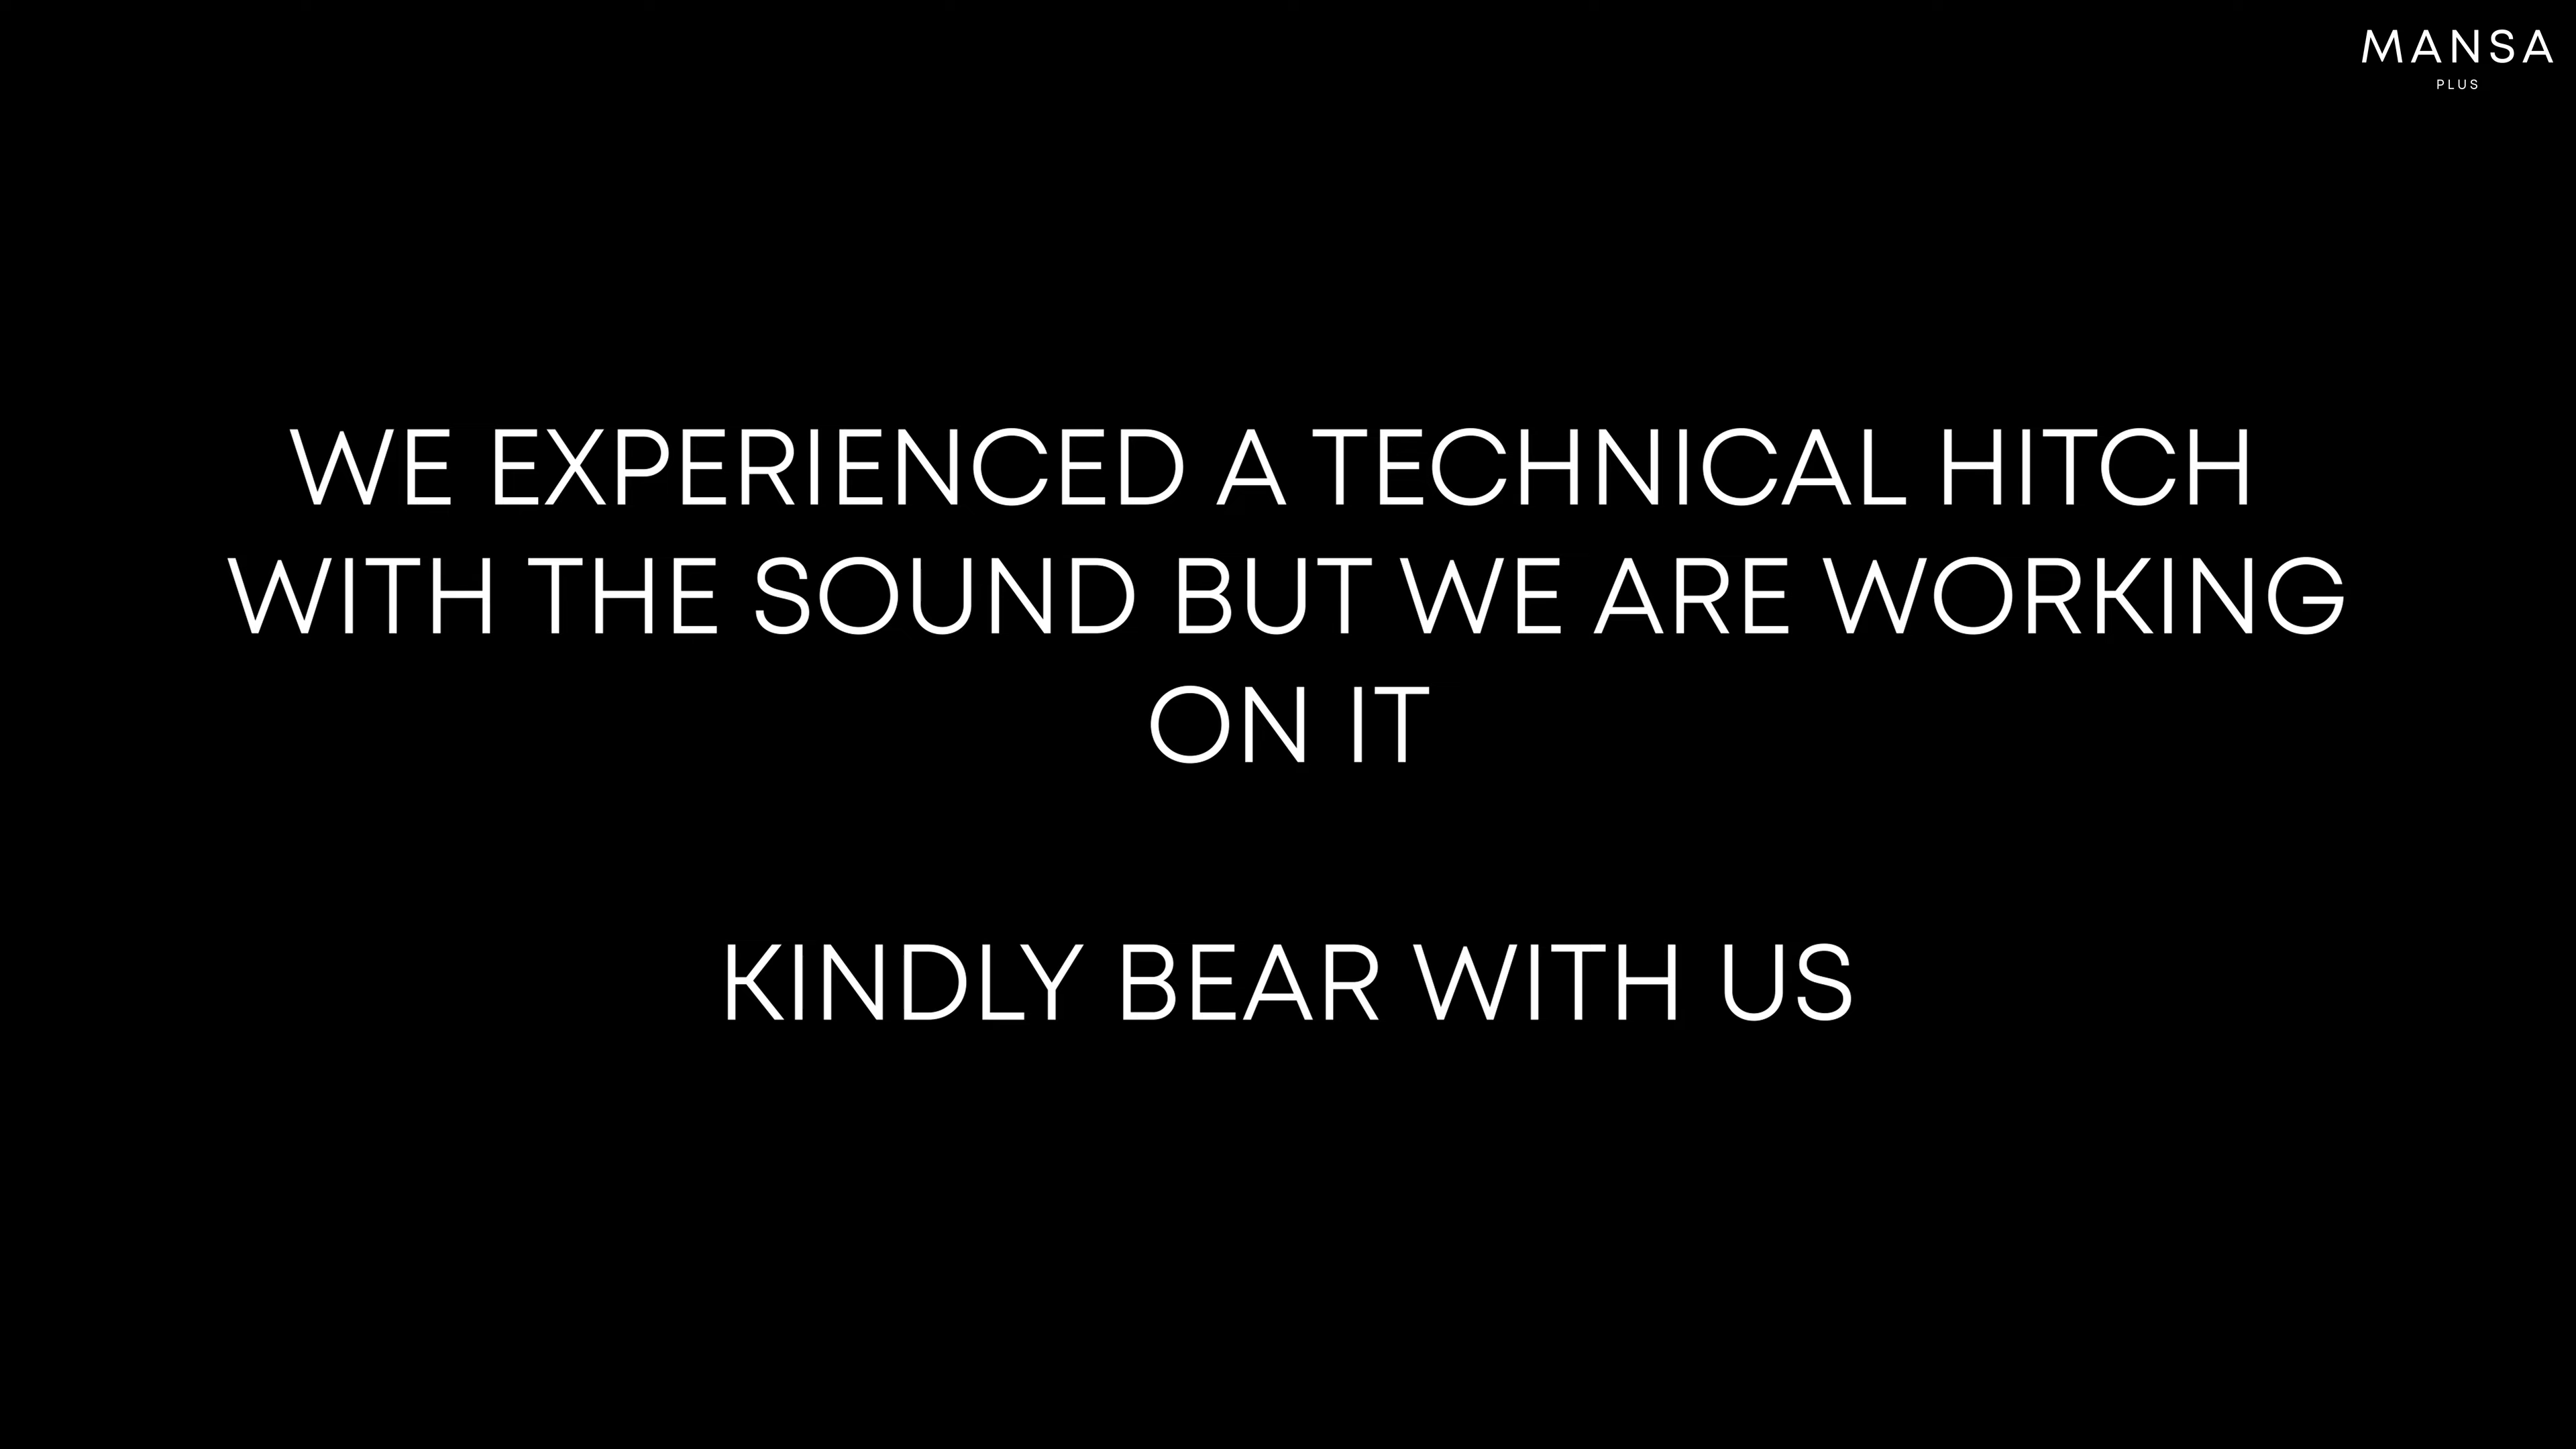 MANSA
PLUS
WE EXPERIENCED A TECHNICAL HITCH
WITH THE SOUND BUT WE ARE WORKING
ON IT
KINDLY BEAR WITH US